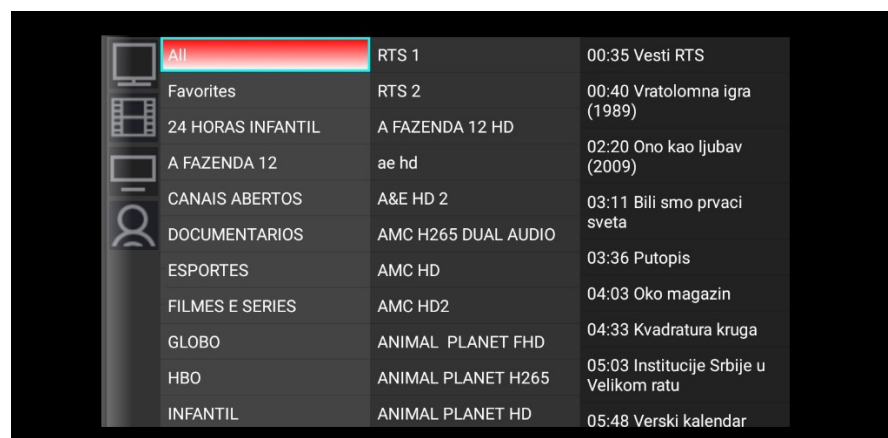 All
Favorites
24 HORAS INFANTIL
A FAZENDA 12
CANAIS ABERTOS
DOCUMENTARIOS
ESPORTES
FILMES E SERIES
GLOBO
HBO
INFANTIL
RTS 1
RTS 2
A FAZENDA 12 HD
ae hd
A&E HD 2
AMC H265 DUAL AUDIO
AMC HD
AMC HD2
ANIMAL PLANET FHD
ANIMAL PLANET H265
ANIMAL PLANET HD
00:35 Vesti RTS
00:40 Vratolomna igra
(1989)
02:20 Ono kao ljubav
(2009)
03:11 Bili smo prvaci
sveta
03:36 Putopis
04:03 Oko magazin
04:33 Kvadratura kruga
05:03 Institucije Srbije u
Velikom ratu
05:48 Verski kalendar